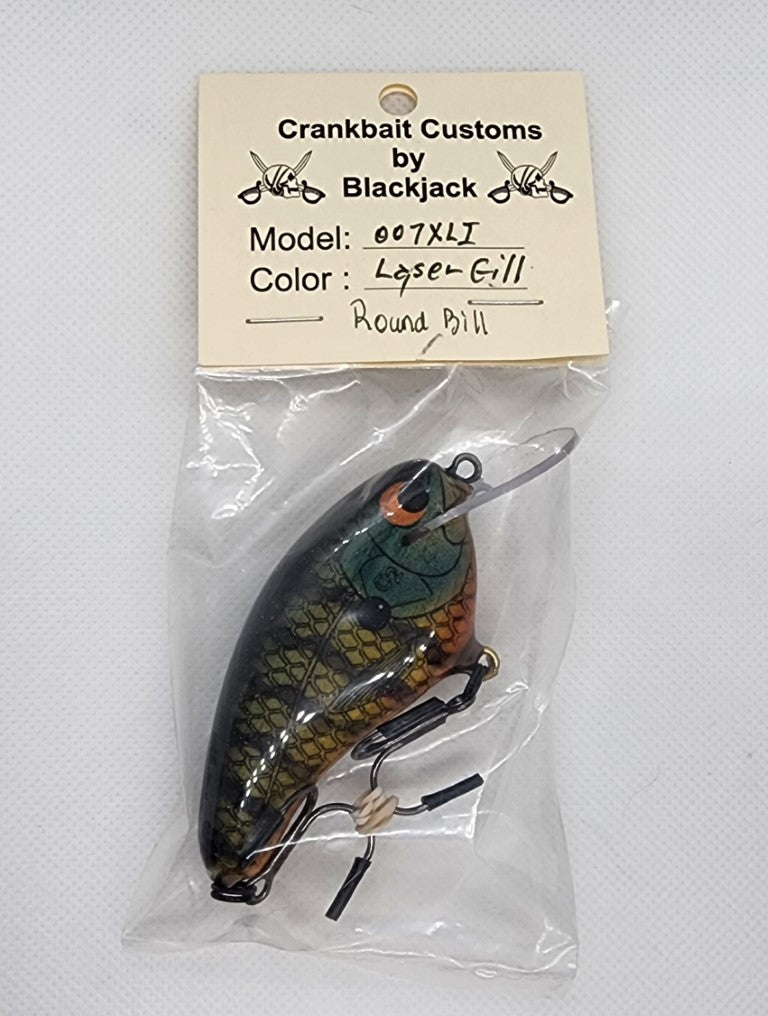 Crankbait Customs
by
Blackjack
Model: 007XLI
Color : Laser Gill
Round Bill